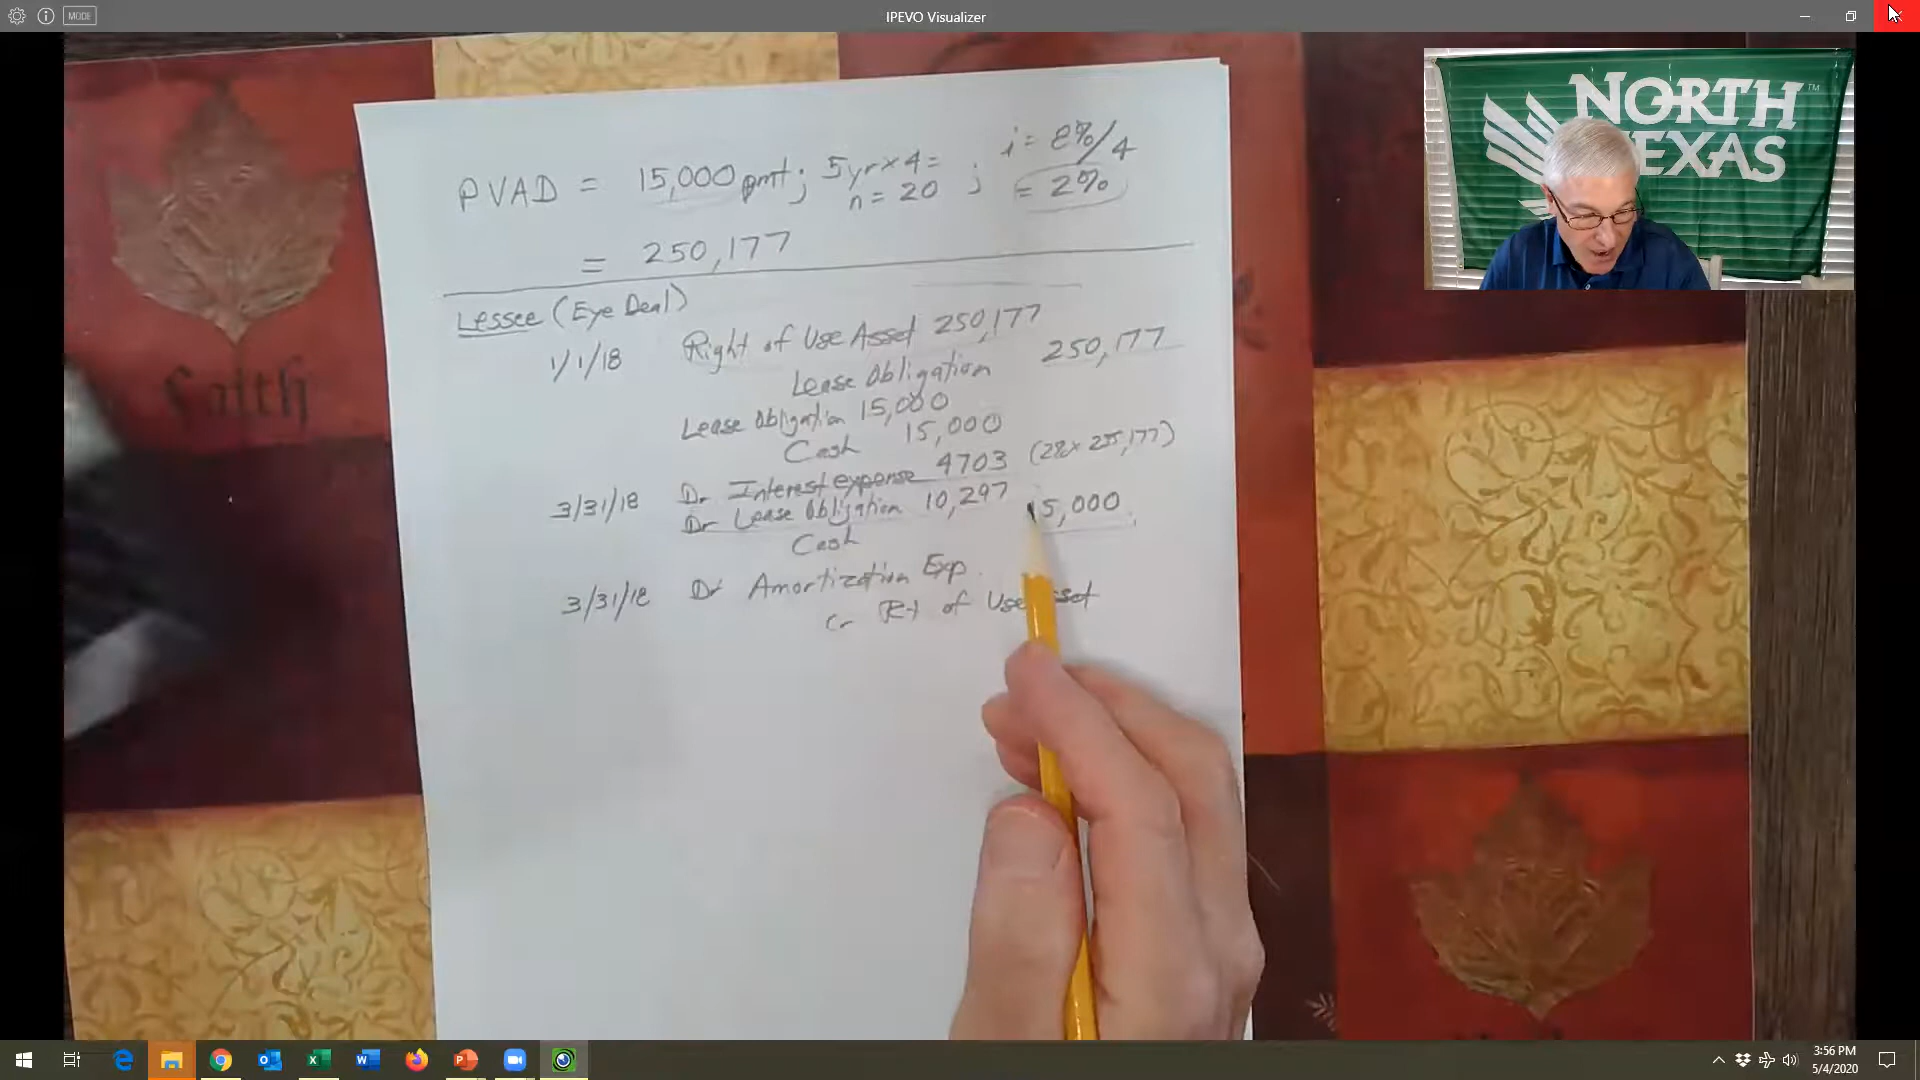 MODE
IPEVO Visualizer
NORTH TEXAS ™
PVAD = 15,000 pmt; 5yr×4= n=20 ; i = 8%/4 = 2%
= 250,177
Lessee (Eye Deal)
1/1/18 Right of Use Asset 250,177
Lease Obligation 250,177
Lease Obligation 15,000
Cash 15,000
3/31/18 Dr Interest expense 4703 (2%× 235,177)
Dr Lease Obligation 10,297
Cash 15,000
3/31/18 Dr Amortization Exp.
Cr Rt of Use Asset
Faith
3:56 PM
5/4/2020